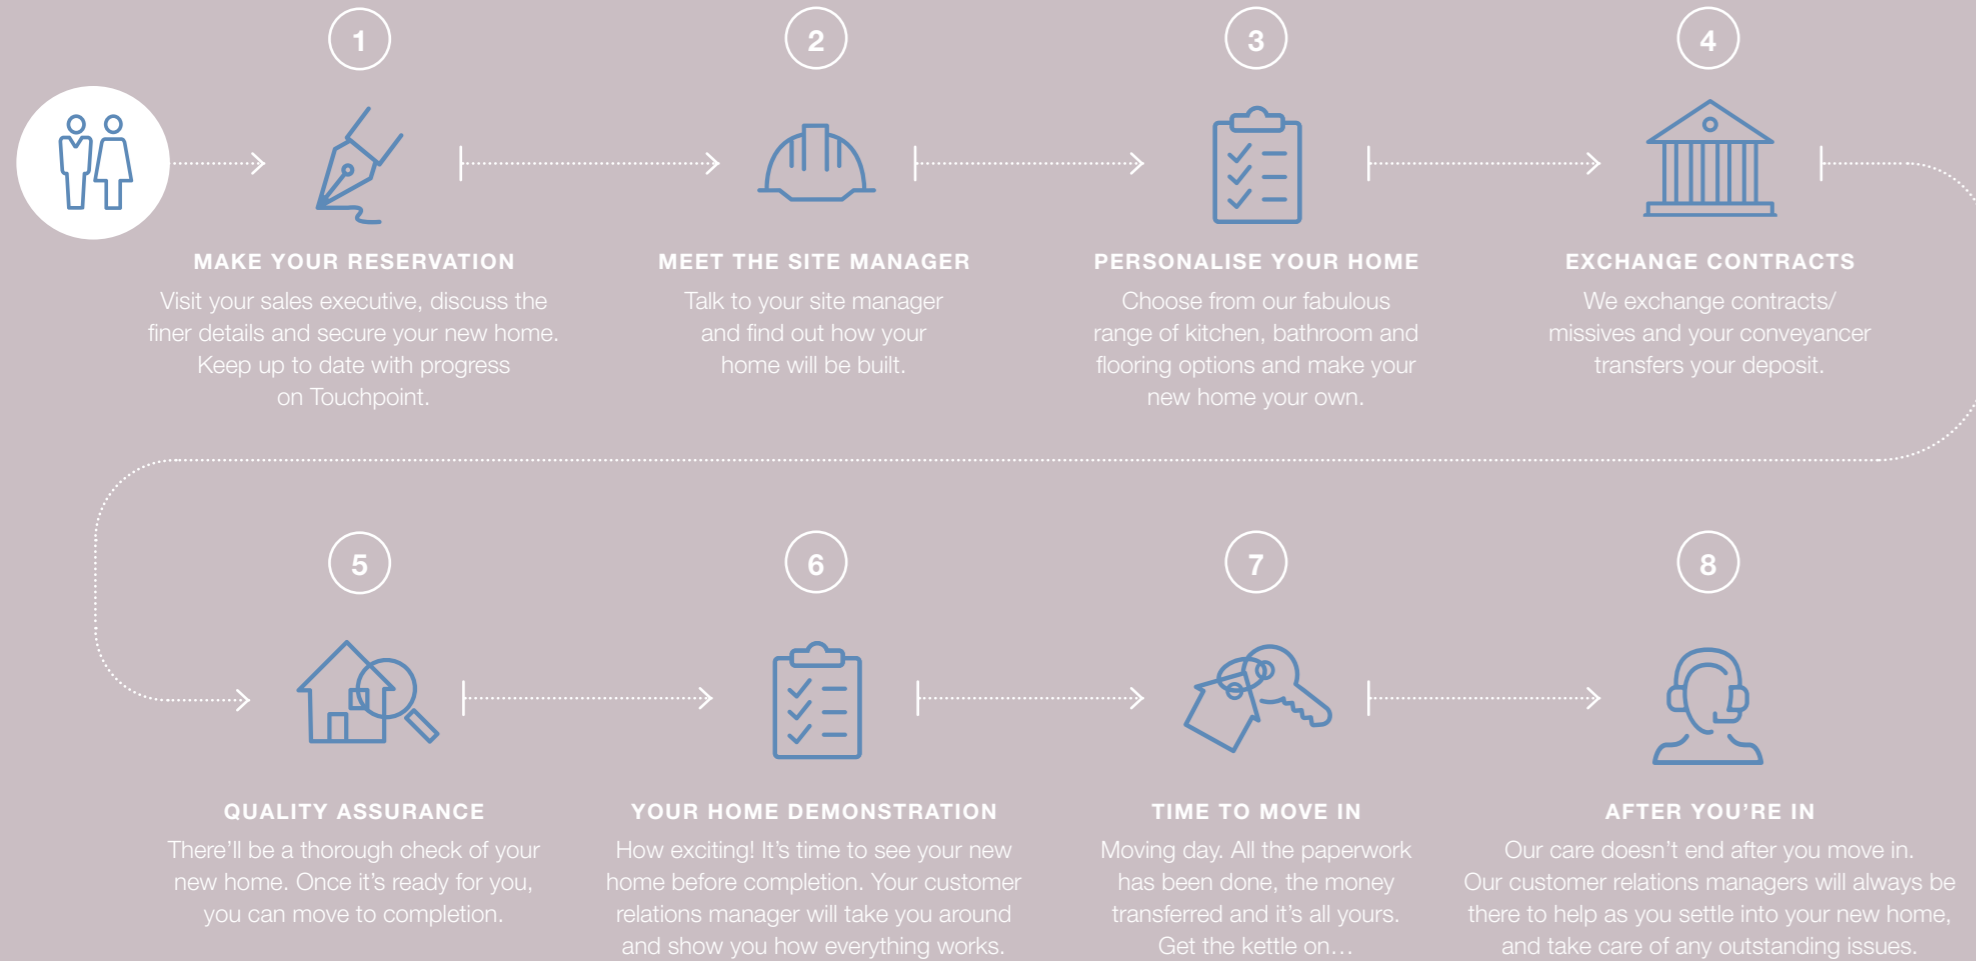 1
MAKE YOUR RESERVATION
Visit your sales executive, discuss the
finer details and secure your new home.
Keep up to date with progress
on Touchpoint.
2
MEET THE SITE MANAGER
Talk to your site manager
and find out how your
home will be built.
3
PERSONALISE YOUR HOME
Choose from our fabulous
range of kitchen, bathroom and
flooring options and make your
new home your own.
4
EXCHANGE CONTRACTS
We exchange contracts/
missives and your conveyancer
transfers your deposit.
5
QUALITY ASSURANCE
There’ll be a thorough check of your
new home. Once it’s ready for you,
you can move to completion.
6
YOUR HOME DEMONSTRATION
How exciting! It’s time to see your new
home before completion. Your customer
relations manager will take you around
and show you how everything works.
7
TIME TO MOVE IN
Moving day. All the paperwork
has been done, the money
transferred and it’s all yours.
Get the kettle on…
8
AFTER YOU’RE IN
Our care doesn’t end after you move in.
Our customer relations managers will always be
there to help as you settle into your new home,
and take care of any outstanding issues.